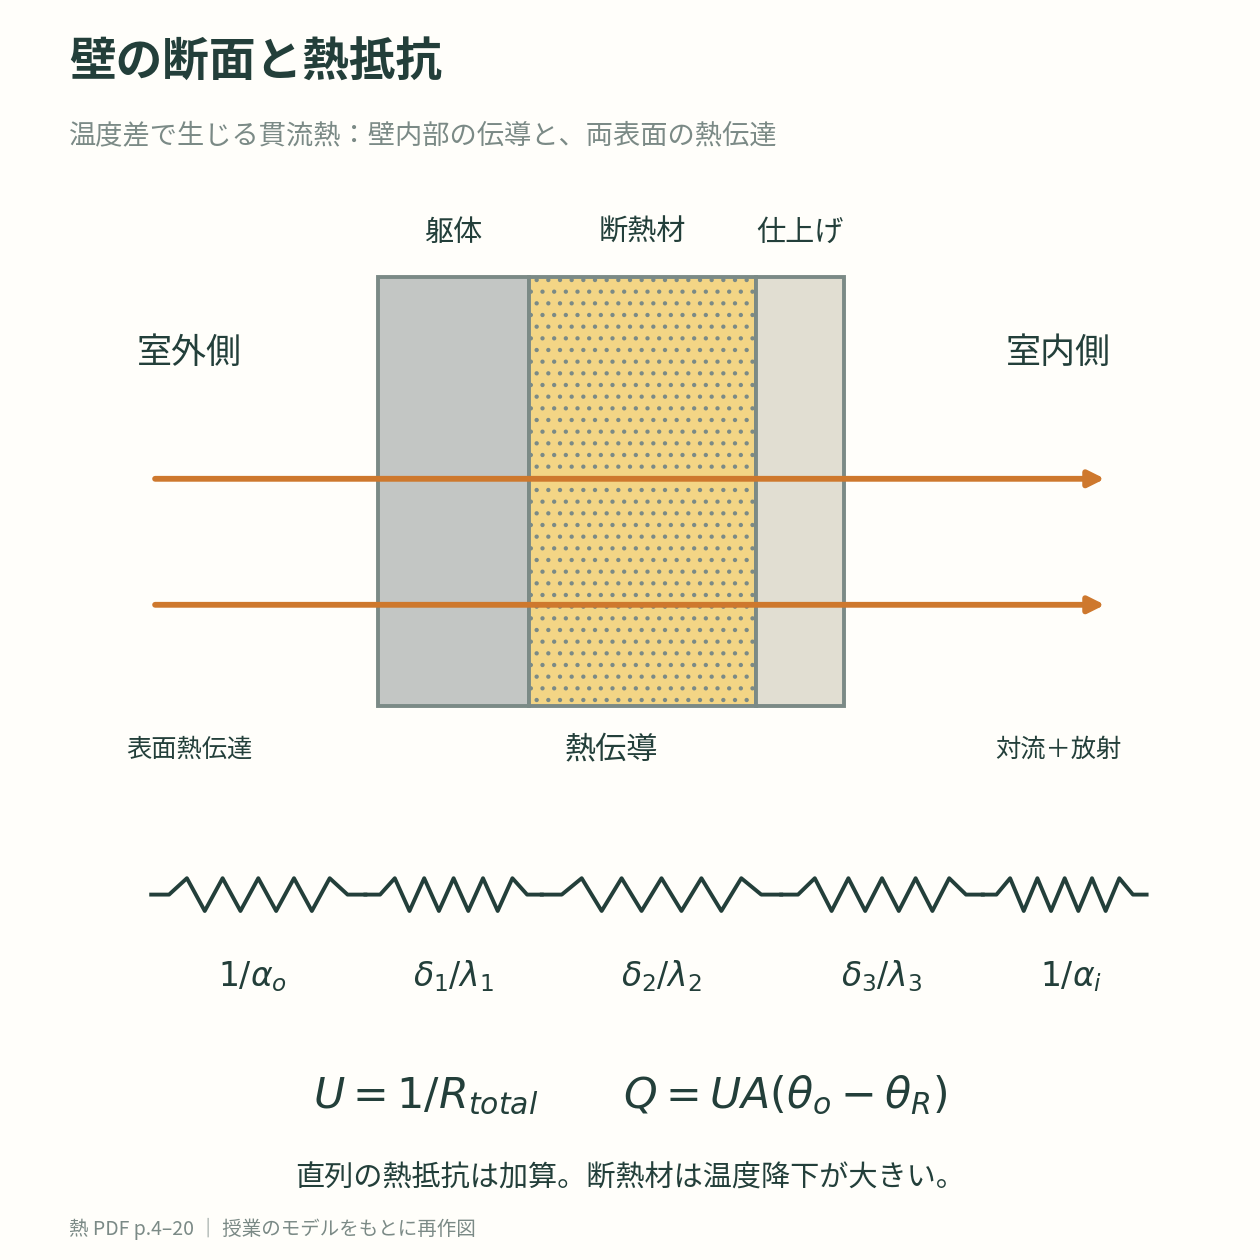 壁の断面と熱抵抗
温度差で生じる貫流熱：壁内部の伝導と、両表面の熱伝達
躯体 断熱材 仕上げ
室外側 室内側
表面熱伝達 熱伝導 対流＋放射
1/αₒ δ₁/λ₁ δ₂/λ₂ δ₃/λ₃ 1/αᵢ
U = 1/R_total Q = UA(θₒ − θ_R)
直列の熱抵抗は加算。断熱材は温度降下が大きい。
熱 PDF p.4–20 ｜ 授業のモデルをもとに再作図